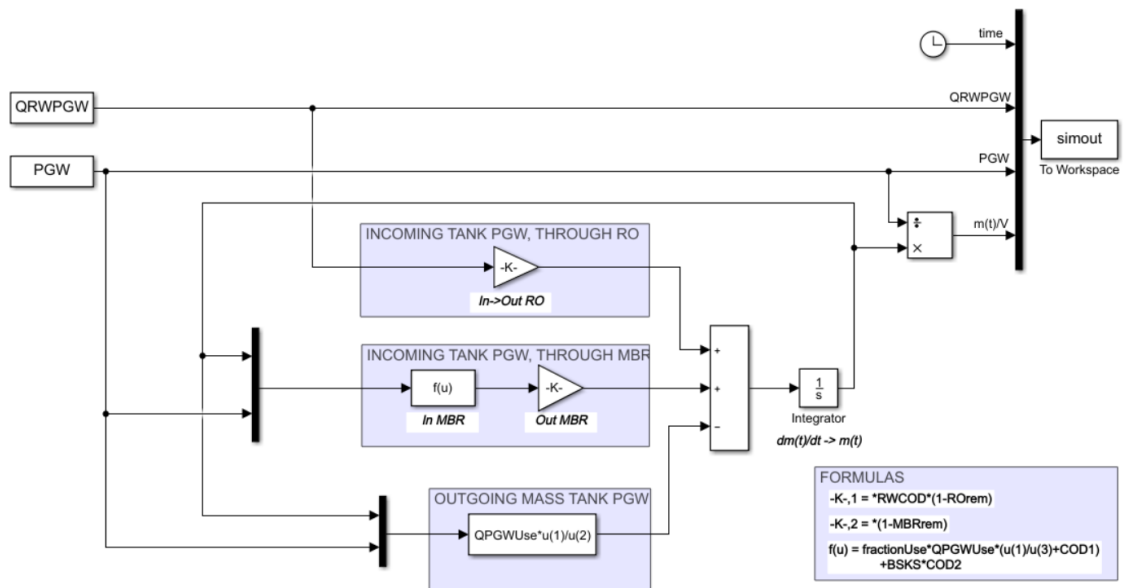 time
QRWPGW
QRWPGW
PGW
simout
PGW
To Workspace
m(t)/V
÷
×
INCOMING TANK PGW, THROUGH RO
-K-
In->Out RO
INCOMING TANK PGW, THROUGH MBR
f(u)
-K-
In MBR
Out MBR
+
+
−
1
s
Integrator
dm(t)/dt -> m(t)
OUTGOING MASS TANK PGW
QPGWUse*u(1)/u(2)
FORMULAS
-K-,1 = *RWCOD*(1-ROrem)
-K-,2 = *(1-MBRrem)
f(u) = fractionUse*QPGWUse*(u(1)/u(3)+COD1)
+BSKS*COD2